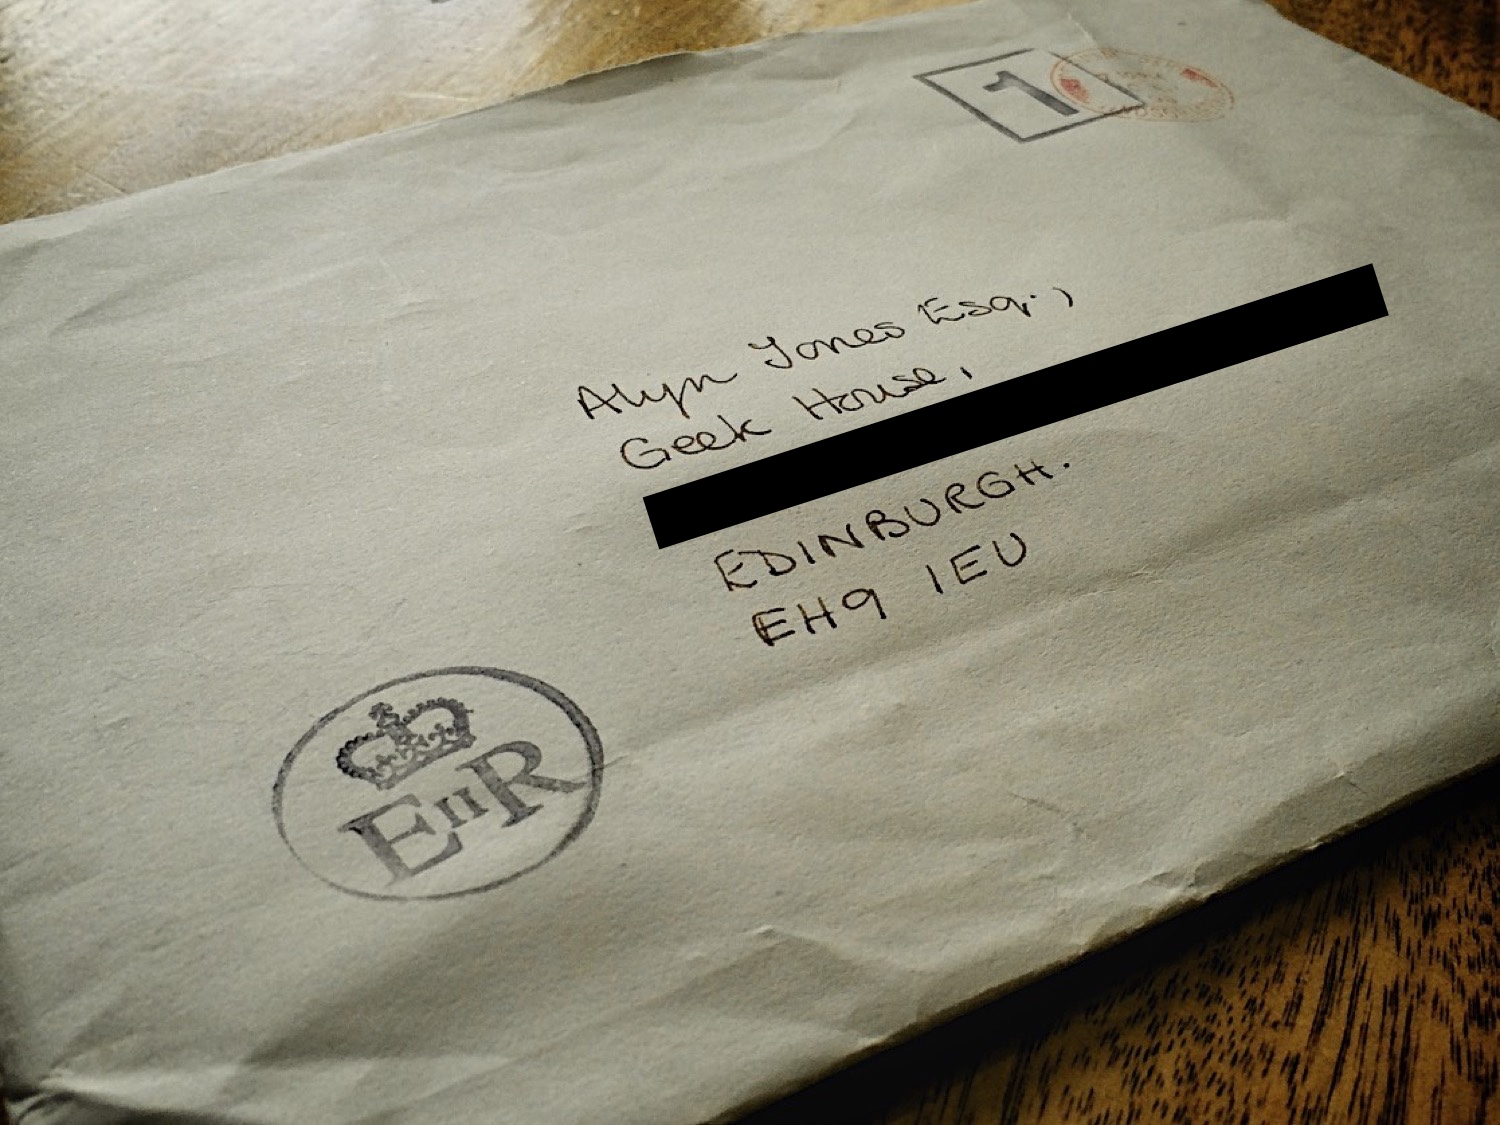 1
Alyn Jones Esq.,
Geek House,
EDINBURGH.
EH9 1EU
EIIR